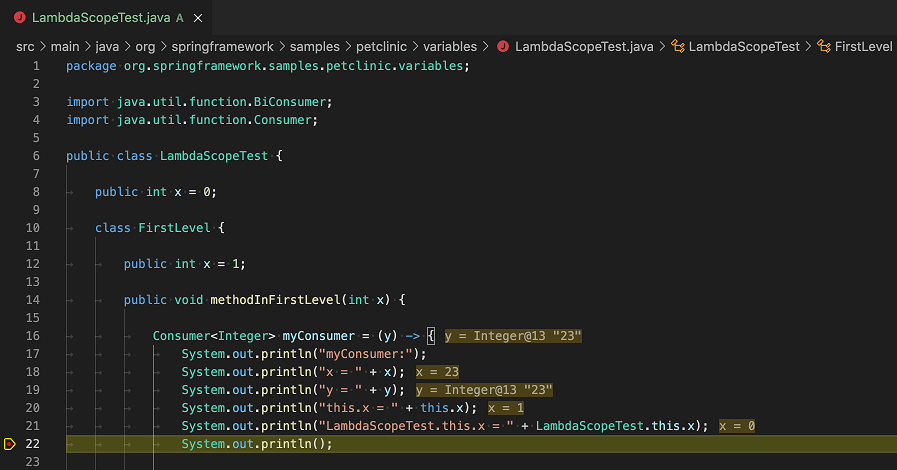 LambdaScopeTest.java A ×
src > main > java > org > springframework > samples > petclinic > variables > LambdaScopeTest.java > LambdaScopeTest > FirstLevel
1 package org.springframework.samples.petclinic.variables;
2
3 import java.util.function.BiConsumer;
4 import java.util.function.Consumer;
5
6 public class LambdaScopeTest {
7
8 public int x = 0;
9
10 class FirstLevel {
11
12 public int x = 1;
13
14 public void methodInFirstLevel(int x) {
15
16 Consumer<Integer> myConsumer = (y) -> { y = Integer@13 "23"
17 System.out.println("myConsumer:");
18 System.out.println("x = " + x); x = 23
19 System.out.println("y = " + y); y = Integer@13 "23"
20 System.out.println("this.x = " + this.x); x = 1
21 System.out.println("LambdaScopeTest.this.x = " + LambdaScopeTest.this.x); x = 0
22 System.out.println();
23